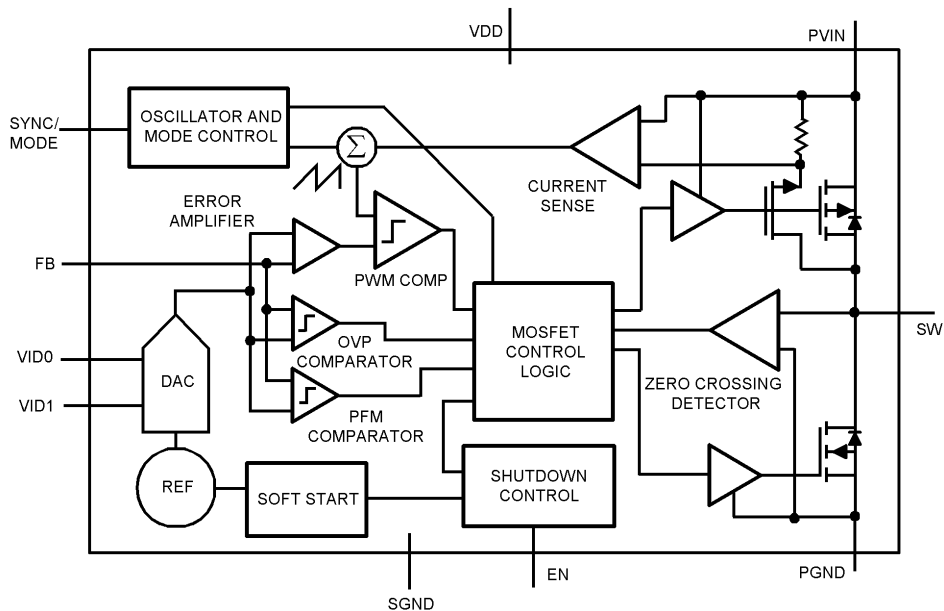 VDD
PVIN
OSCILLATOR AND
MODE CONTROL
SYNC/
MODE
Σ
CURRENT
SENSE
ERROR
AMPLIFIER
FB
PWM COMP
MOSFET
CONTROL
LOGIC
SW
OVP
COMPARATOR
VID0
DAC
VID1
ZERO CROSSING
DETECTOR
PFM
COMPARATOR
REF
SOFT START
SHUTDOWN
CONTROL
EN
SGND
PGND